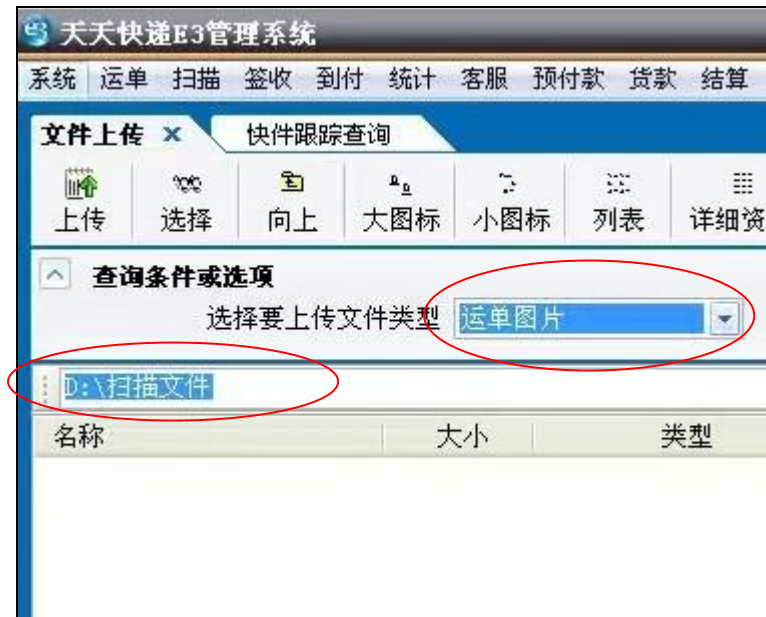 天天快递E3管理系统
系统 运单 扫描 签收 到付 统计 客服 预付款 货款 结算
文件上传 × 快件跟踪查询
上传 选择 向上 大图标 小图标 列表 详细资
查询条件或选项
选择要上传文件类型 运单图片
D:\扫描文件
名称 大小 类型